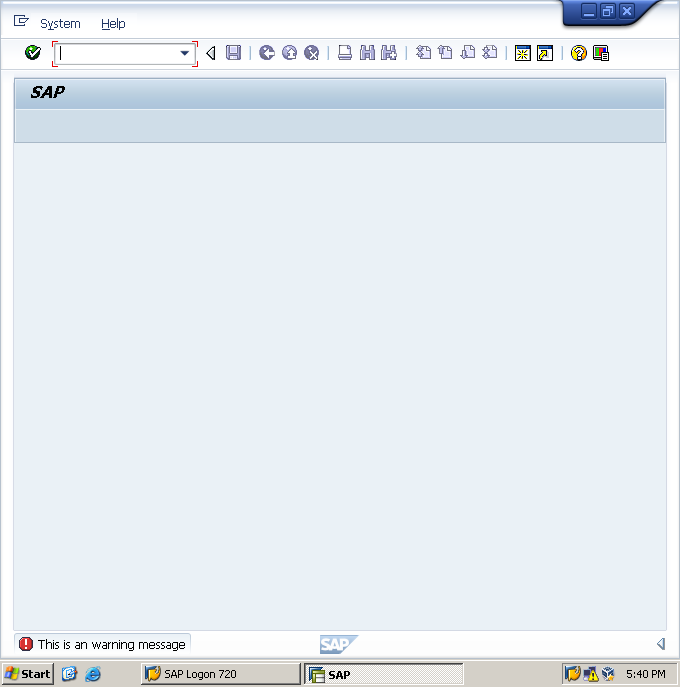 System Help
SAP
This is an warning message
SAP
Start
SAP Logon 720
SAP
5:40 PM